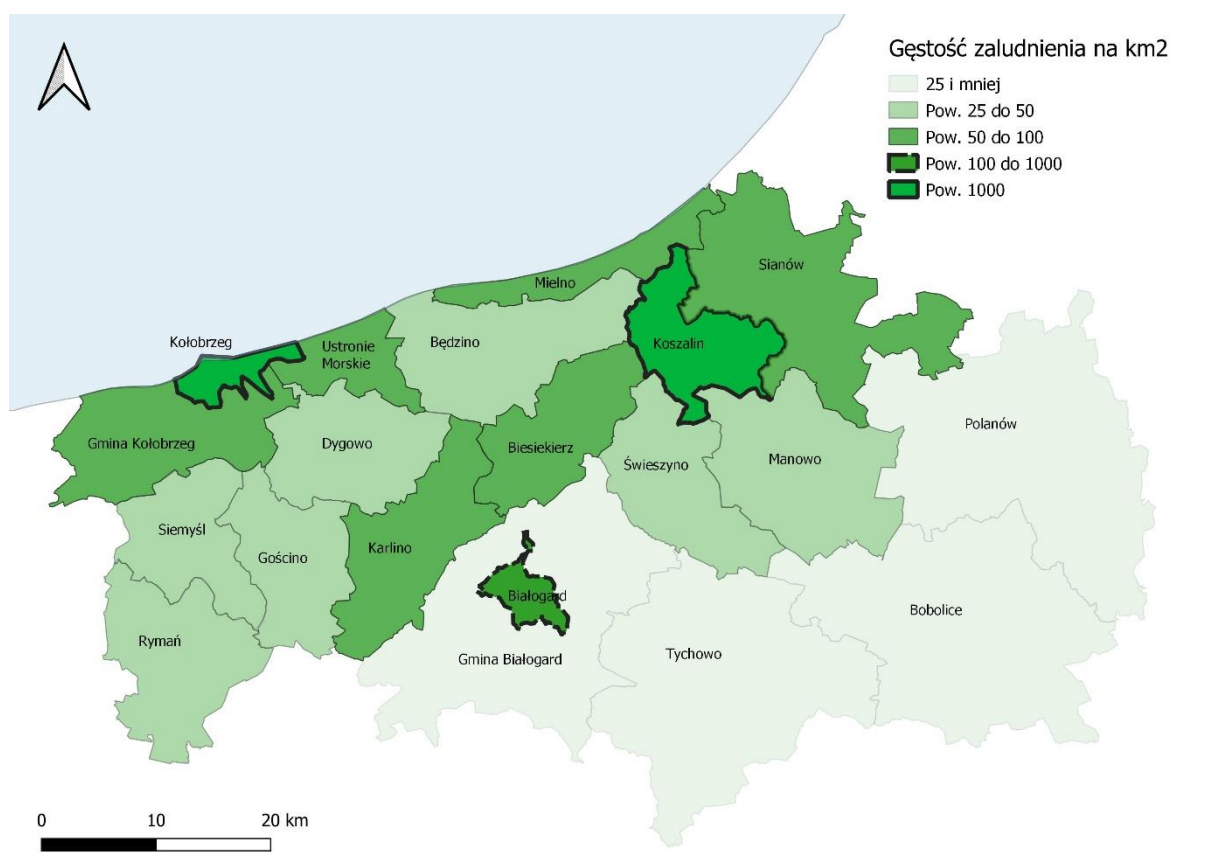 Gęstość zaludnienia na km2
25 i mniej
Pow. 25 do 50
Pow. 50 do 100
Pow. 100 do 1000
Pow. 1000
Sianów
Mielno
Kołobrzeg
Ustronie
Morskie
Będzino
Koszalin
Polanów
Gmina Kołobrzeg
Dygowo
Biesiekierz
Świeszyno
Manowo
Siemyśl
Gościno
Karlino
Białogard
Bobolice
Rymań
Gmina Białogard
Tychowo
0 10 20 km